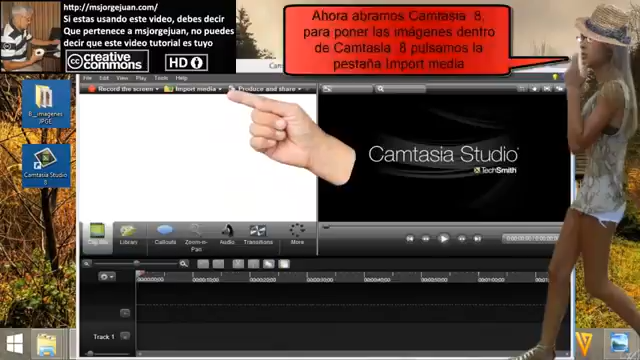 http://msjorgejuan.com/
Si estas usando este video, debes decir
Que pertenece a msjorgejuan, no puedes
decir que este video tutorial es tuyo
creative
commons
HD
Ahora abramos Camtasia 8,
para poner las imágenes dentro
de Camtasia 8 pulsamos la
pestaña Import media
File Edit View Play Tools Help
Record the screen Import media Produce and share
8_imagenes
JPGE
Camtasia Studio
8
Camtasia Studio
TechSmith
Clip Bin Library Callouts Zoom-n-
Pan Audio Transitions More
Track 1